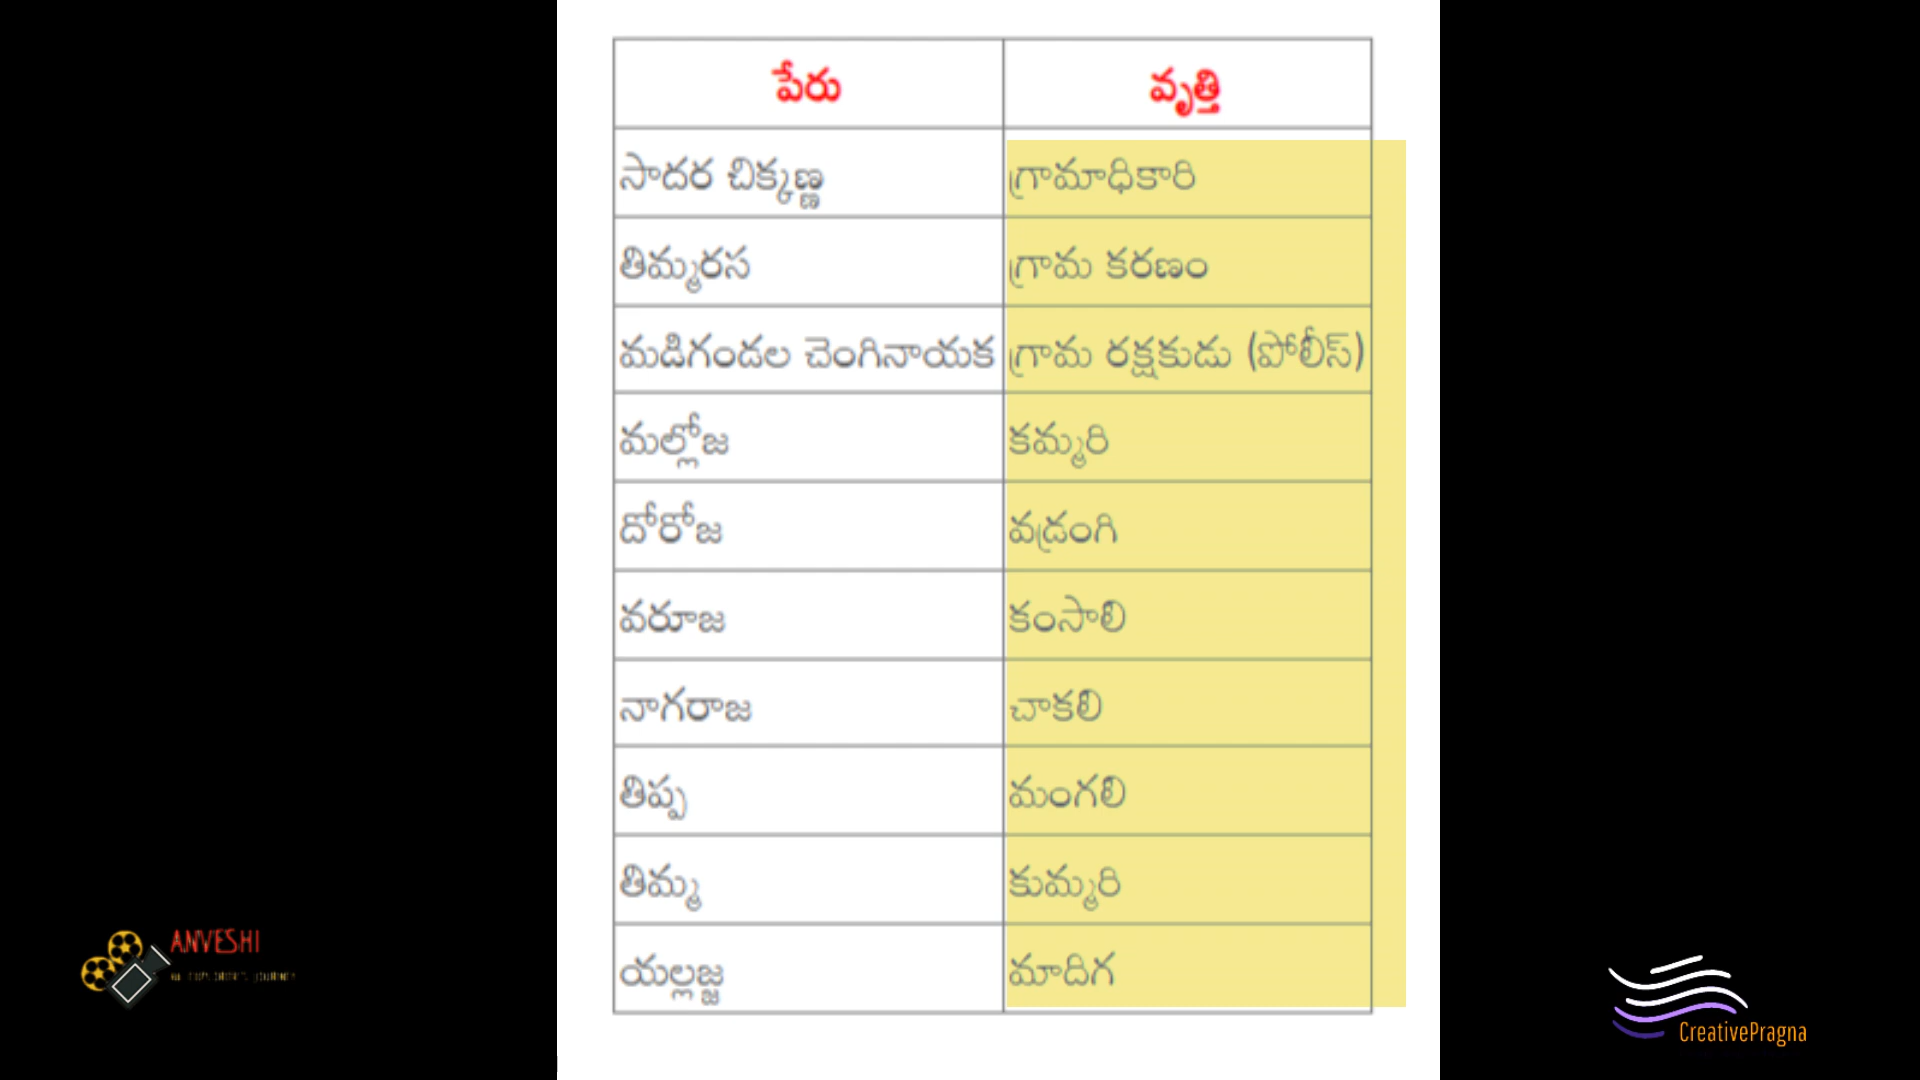 పేరు వృత్తి
సాదర చిక్కణ్ణ గ్రామాధికారి
తిమ్మరస గ్రామ కరణం
మడిగండల చెంగినాయక గ్రామ రక్షకుడు (పోలీస్)
మల్లోజ కమ్మరి
దోరోజ వడ్రంగి
వరూజ కంసాలి
నాగరాజ చాకలి
తిప్ప మంగలి
తిమ్మ కుమ్మరి
యల్లజ్జ మాదిగ
ANVESHI
CreativePragna